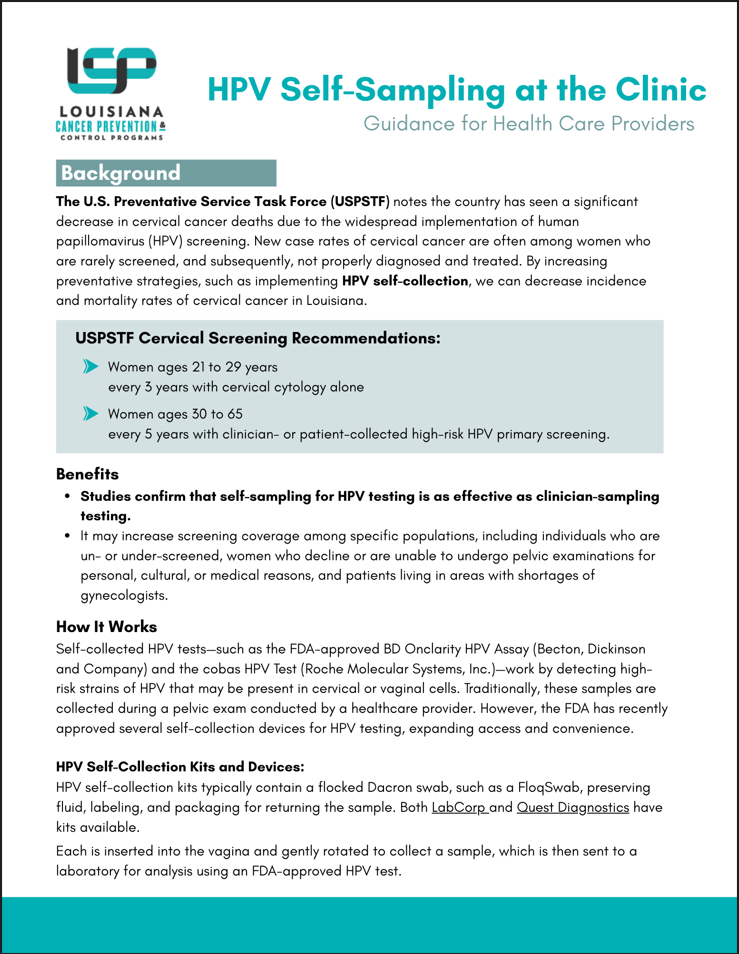 LSP
LOUISIANA
CANCER PREVENTION &
CONTROL PROGRAMS
HPV Self-Sampling at the Clinic
Guidance for Health Care Providers
Background
The U.S. Preventative Service Task Force (USPSTF) notes the country has seen a significant
decrease in cervical cancer deaths due to the widespread implementation of human
papillomavirus (HPV) screening. New case rates of cervical cancer are often among women who
are rarely screened, and subsequently, not properly diagnosed and treated. By increasing
preventative strategies, such as implementing HPV self-collection, we can decrease incidence
and mortality rates of cervical cancer in Louisiana.
USPSTF Cervical Screening Recommendations:
Women ages 21 to 29 years
every 3 years with cervical cytology alone
Women ages 30 to 65
every 5 years with clinician- or patient-collected high-risk HPV primary screening.
Benefits
• Studies confirm that self-sampling for HPV testing is as effective as clinician-sampling
testing.
• It may increase screening coverage among specific populations, including individuals who are
un- or under-screened, women who decline or are unable to undergo pelvic examinations for
personal, cultural, or medical reasons, and patients living in areas with shortages of
gynecologists.
How It Works
Self-collected HPV tests—such as the FDA-approved BD Onclarity HPV Assay (Becton, Dickinson
and Company) and the cobas HPV Test (Roche Molecular Systems, Inc.)—work by detecting high-
risk strains of HPV that may be present in cervical or vaginal cells. Traditionally, these samples are
collected during a pelvic exam conducted by a healthcare provider. However, the FDA has recently
approved several self-collection devices for HPV testing, expanding access and convenience.
HPV Self-Collection Kits and Devices:
HPV self-collection kits typically contain a flocked Dacron swab, such as a FloqSwab, preserving
fluid, labeling, and packaging for returning the sample. Both LabCorp and Quest Diagnostics have
kits available.
Each is inserted into the vagina and gently rotated to collect a sample, which is then sent to a
laboratory for analysis using an FDA-approved HPV test.